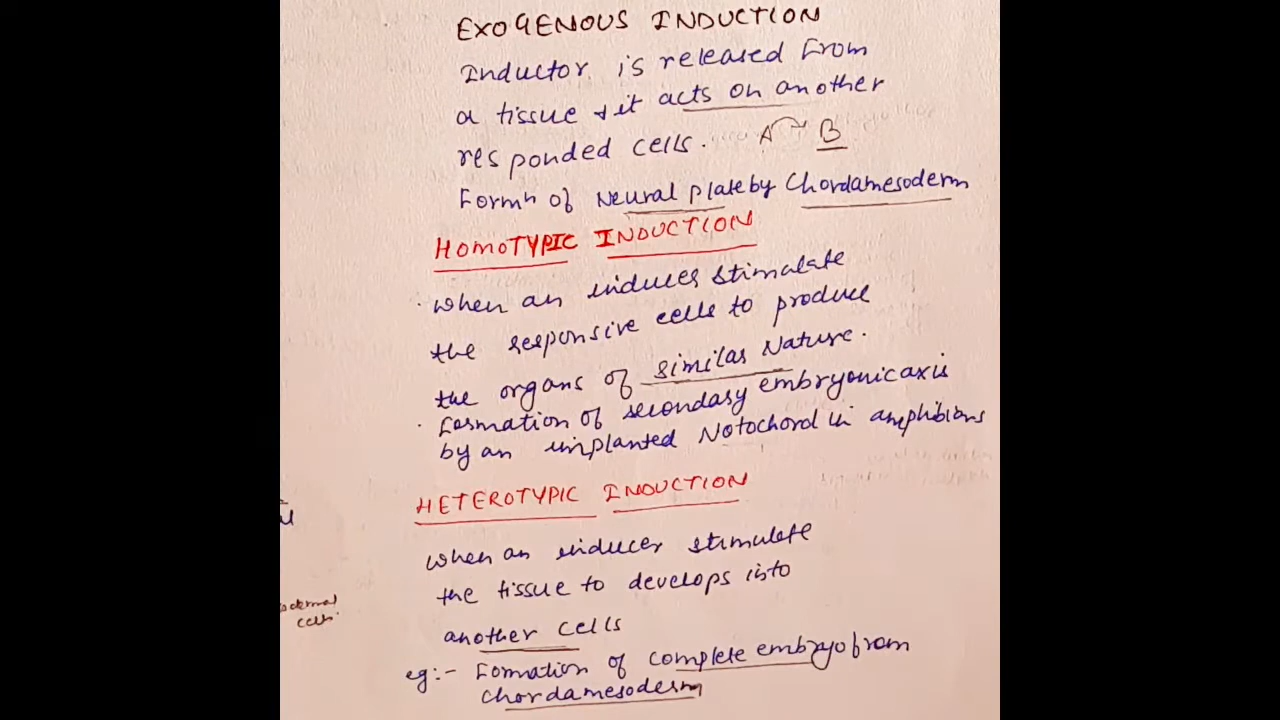 EXOGENOUS INDUCTION
Inductor is released from
a tissue & it acts on another
responded cells. A → B
Formn of Neural plate by Chordamesoderm
HOMOTYPIC INDUCTION
· when an induces stimalate
the responsive cells to produce
the organs of similar Nature.
· Formation of secondary embryonic axis
by an implanted Notochord in amphibians
HETEROTYPIC INDUCTION
when an inducer stimulate
the tissue to develops into
another cells
eg:- Formation of complete embryo from
chordamesoderm
cells.